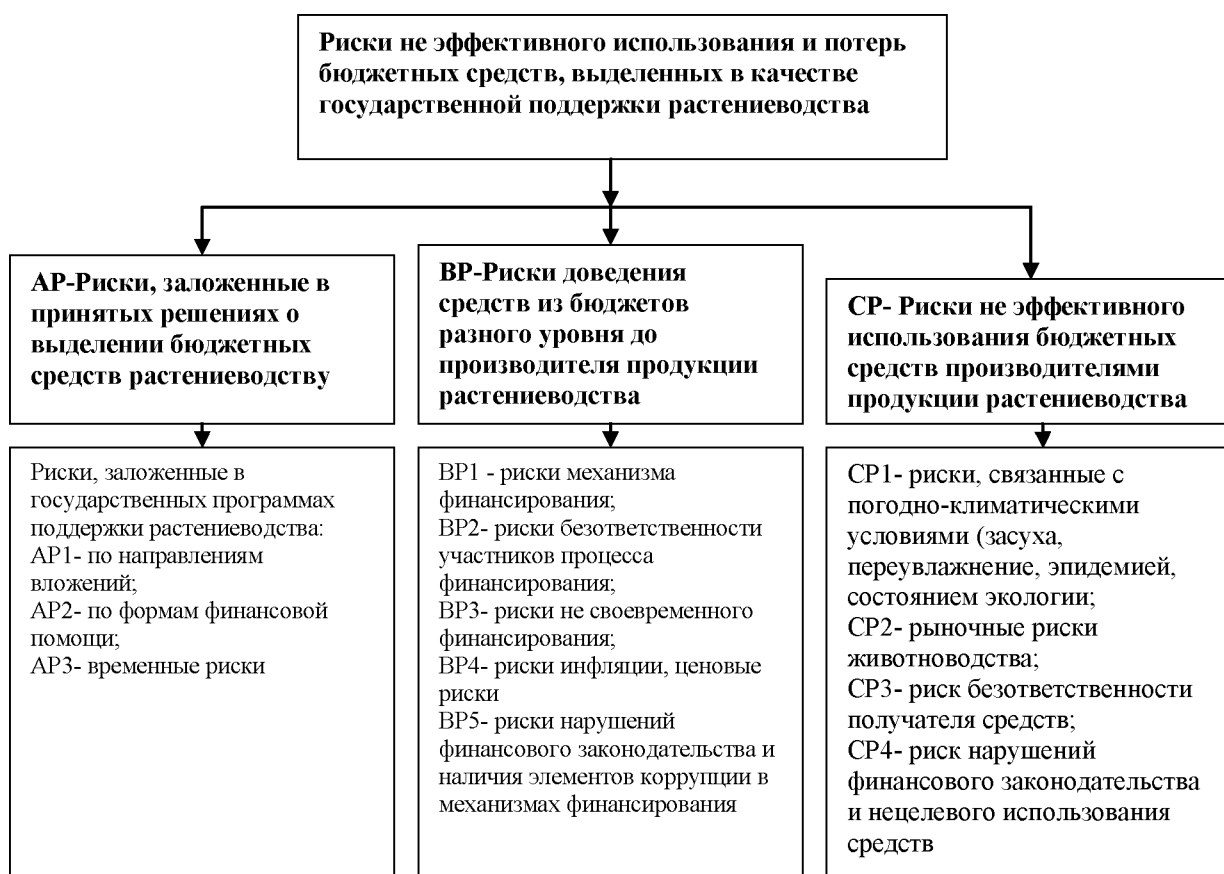 Риски не эффективного использования и потерь
бюджетных средств, выделенных в качестве
государственной поддержки растениеводства
АР-Риски, заложенные в
принятых решениях о
выделении бюджетных
средств растениеводству
ВР-Риски доведения
средств из бюджетов
разного уровня до
производителя продукции
растениеводства
СР- Риски не эффективного
использования бюджетных
средств производителями
продукции растениеводства
Риски, заложенные в
государственных программах
поддержки растениеводства:
АР1- по направлениям
вложений;
АР2- по формам финансовой
помощи;
АР3- временные риски
ВР1 - риски механизма
финансирования;
ВР2- риски безответственности
участников процесса
финансирования;
ВР3- риски не своевременного
финансирования;
ВР4- риски инфляции, ценовые
риски
ВР5- риски нарушений
финансового законодательства и
наличия элементов коррупции в
механизмах финансирования
СР1- риски, связанные с
погодно-климатическими
условиями (засуха,
переувлажнение, эпидемией,
состоянием экологии;
СР2- рыночные риски
животноводства;
СР3- риск безответственности
получателя средств;
СР4- риск нарушений
финансового законодательства
и нецелевого использования
средств